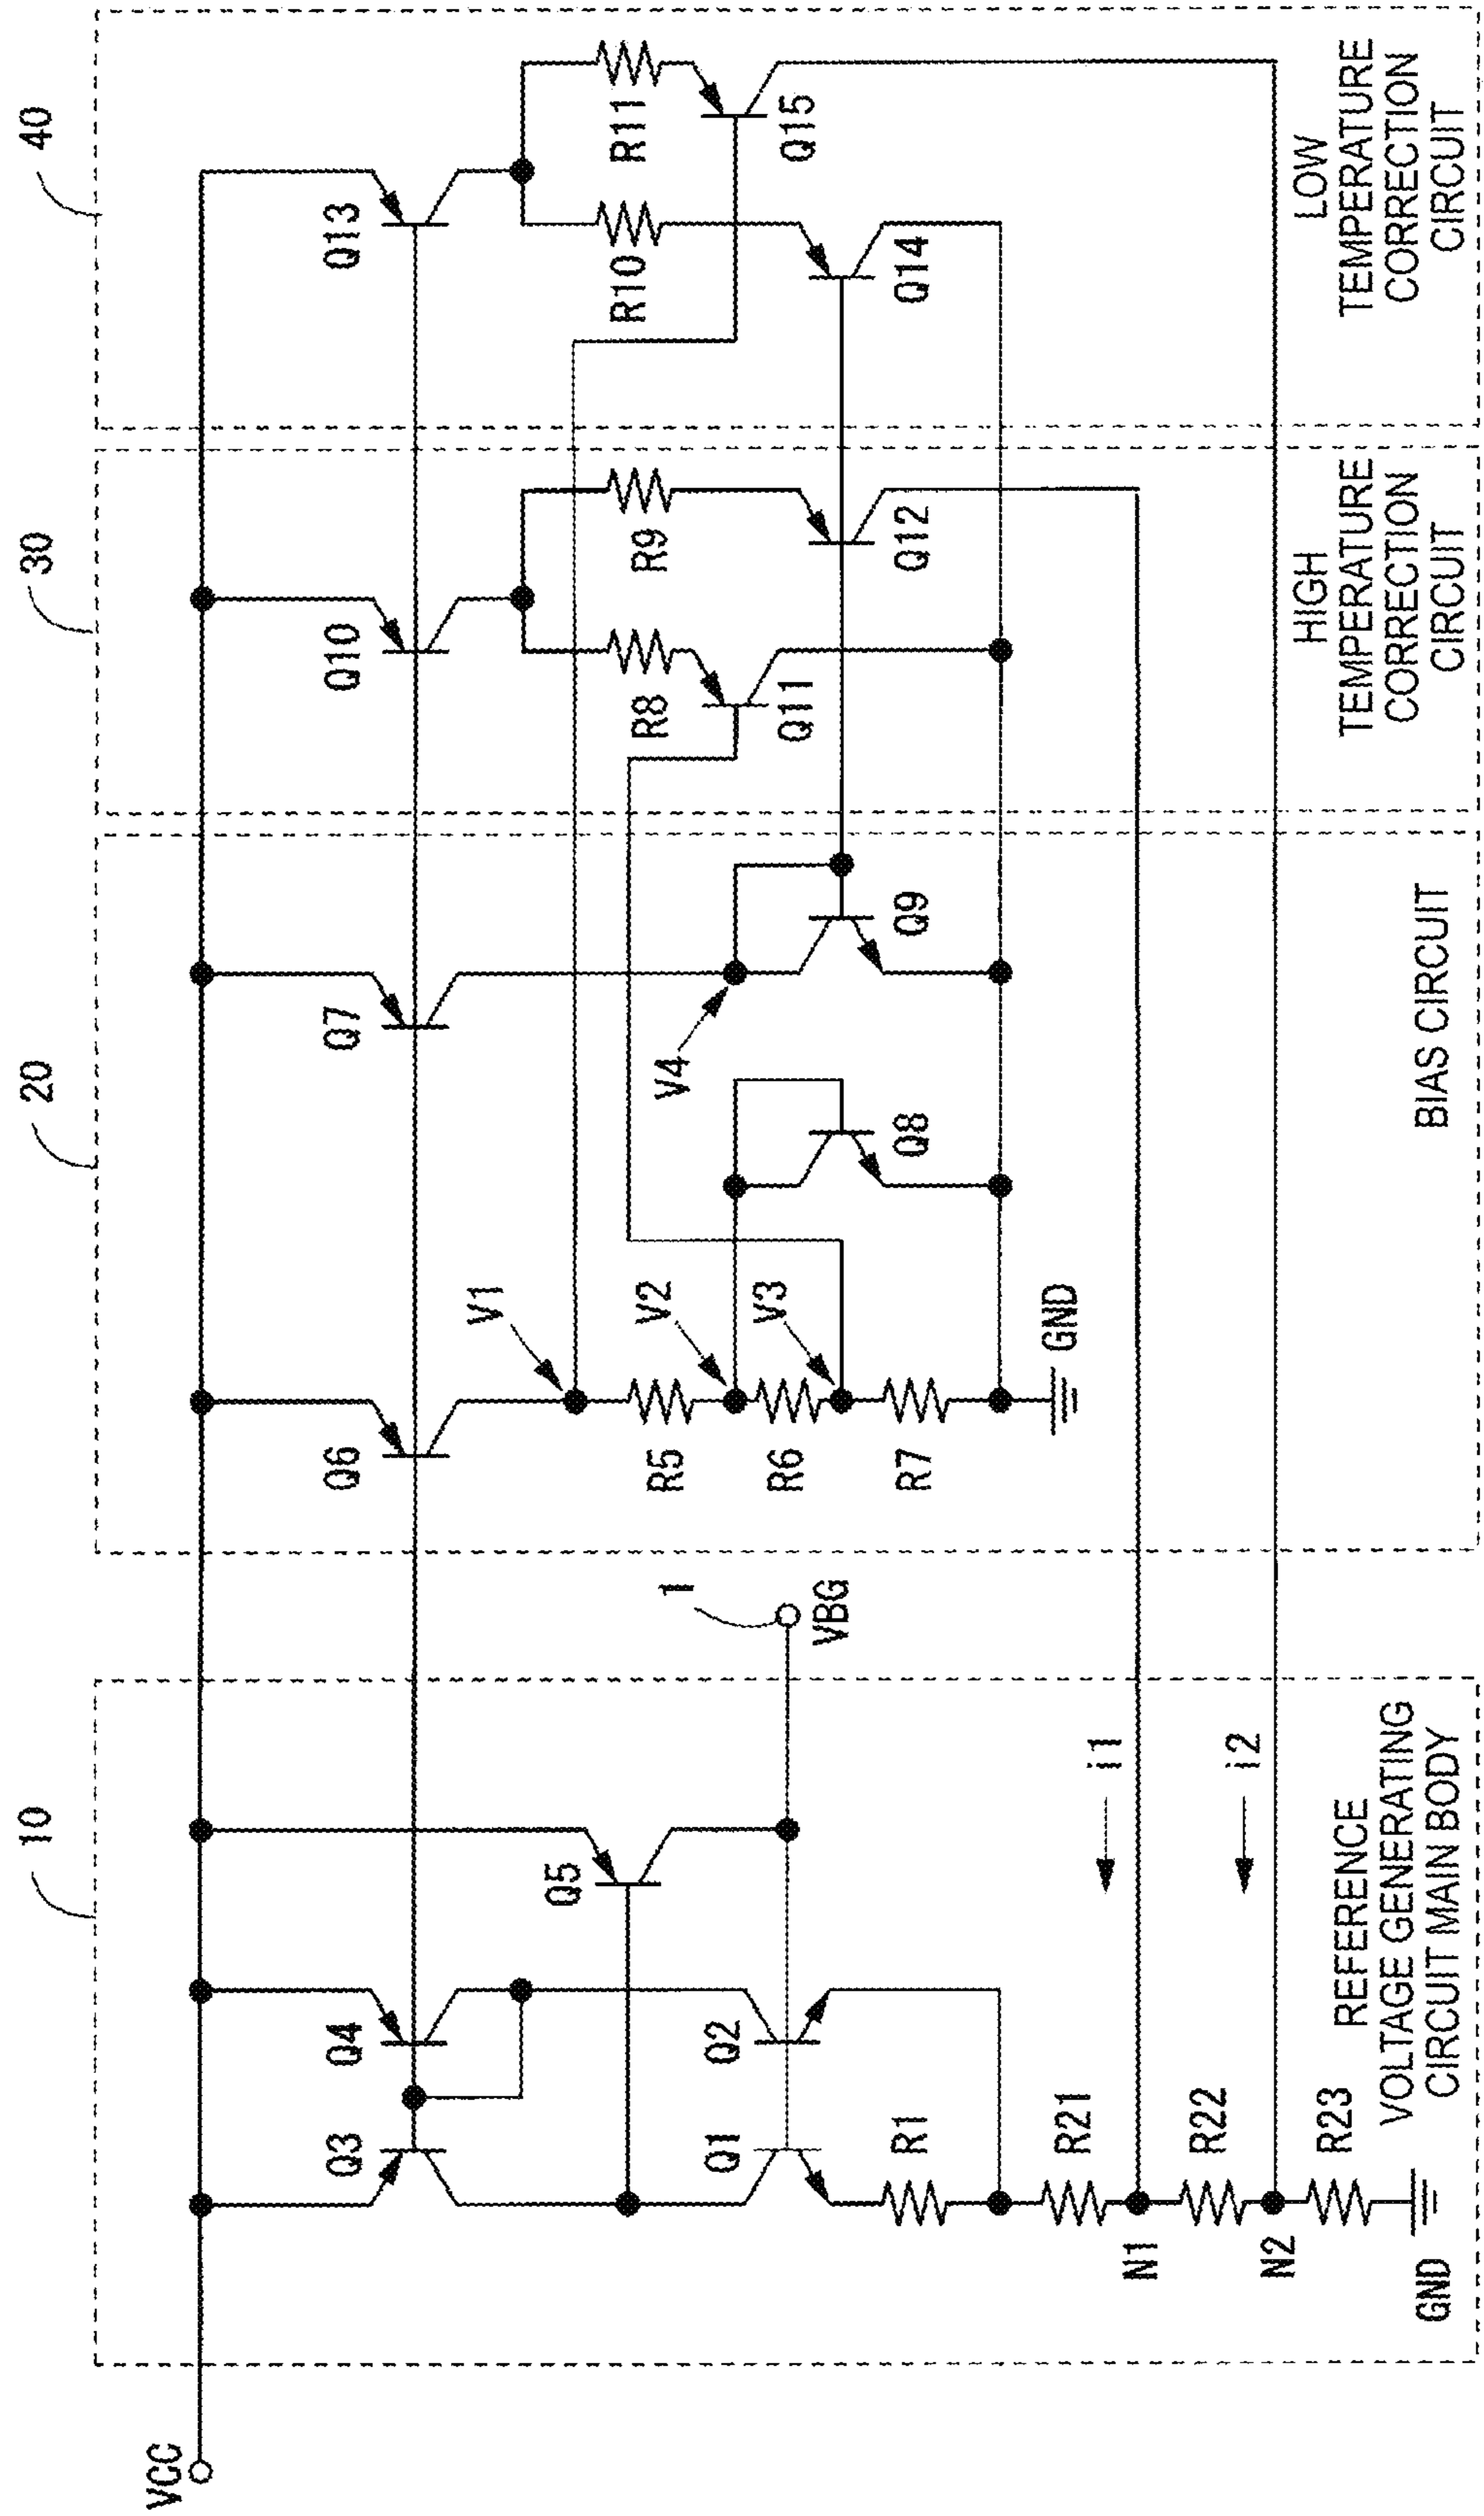 10
20
30
40
VCC
Q3
Q4
Q5
Q1
Q2
R1
R21
N1
R22
N2
R23
GND
i1
i2
1
VBG
REFERENCE
VOLTAGE GENERATING
CIRCUIT MAIN BODY
Q6
Q7
V1
R5
V2
R6
V3
R7
GND
V4
Q8
Q9
BIAS CIRCUIT
Q10
R8
R9
Q11
Q12
HIGH
TEMPERATURE
CORRECTION
CIRCUIT
Q13
R10
R11
Q14
Q15
LOW
TEMPERATURE
CORRECTION
CIRCUIT